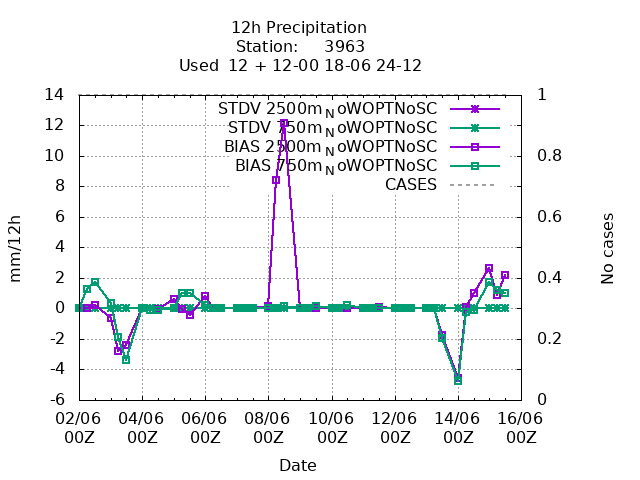 12h Precipitation
Station: 3963
Used 12 + 12-00 18-06 24-12
14 1
12 0.8
10 0.6
8 0.4
6 0.2
4 0
2
0
-2
-4
-6
mm/12h
No cases
STDV 2500m_NoWOPTNoSC
STDV 750m_NoWOPTNoSC
BIAS 2500m_NoWOPTNoSC
BIAS 750m_NoWOPTNoSC
CASES
02/06 04/06 06/06 08/06 10/06 12/06 14/06 16/06
00Z 00Z 00Z 00Z 00Z 00Z 00Z 00Z
Date